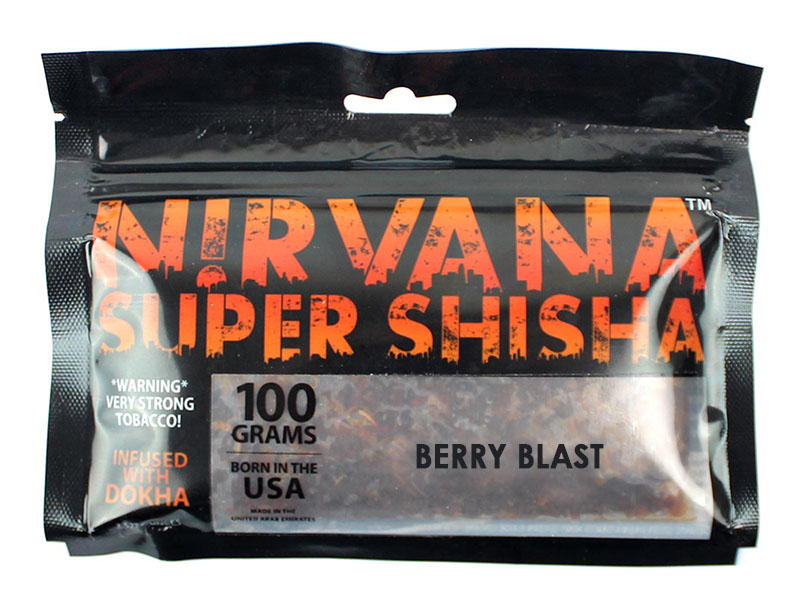 NIRVANA™
SUPER SHISHA
*WARNING*
VERY STRONG
TOBACCO!
INFUSED
WITH
DOKHA
100
GRAMS
BORN IN THE
USA
MADE IN THE
UNITED ARAB EMIRATES
BERRY BLAST